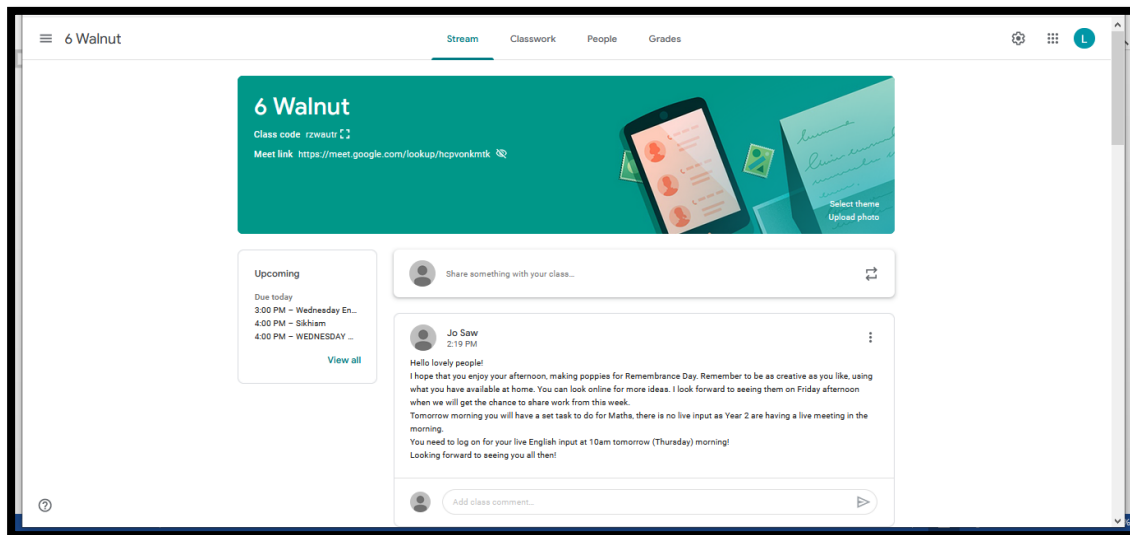 6 Walnut
Stream Classwork People Grades
L
6 Walnut
Class code rzwautr
Meet link https://meet.google.com/lookup/hcpvonkmtk
Select theme
Upload photo
Upcoming
Due today
3:00 PM – Wednesday En...
4:00 PM – Sikhism
4:00 PM – WEDNESDAY ...
View all
Share something with your class...
Jo Saw
2:19 PM
Hello lovely people!
I hope that you enjoy your afternoon, making poppies for Remembrance Day. Remember to be as creative as you like, using
what you have available at home. You can look online for more ideas. I look forward to seeing them on Friday afternoon
when we will get the chance to share work from this week.
Tomorrow morning you will have a set task to do for Maths, there is no live input as Year 2 are having a live meeting in the
morning.
You need to log on for your live English input at 10am tomorrow (Thursday) morning!
Looking forward to seeing you all then!
Add class comment...